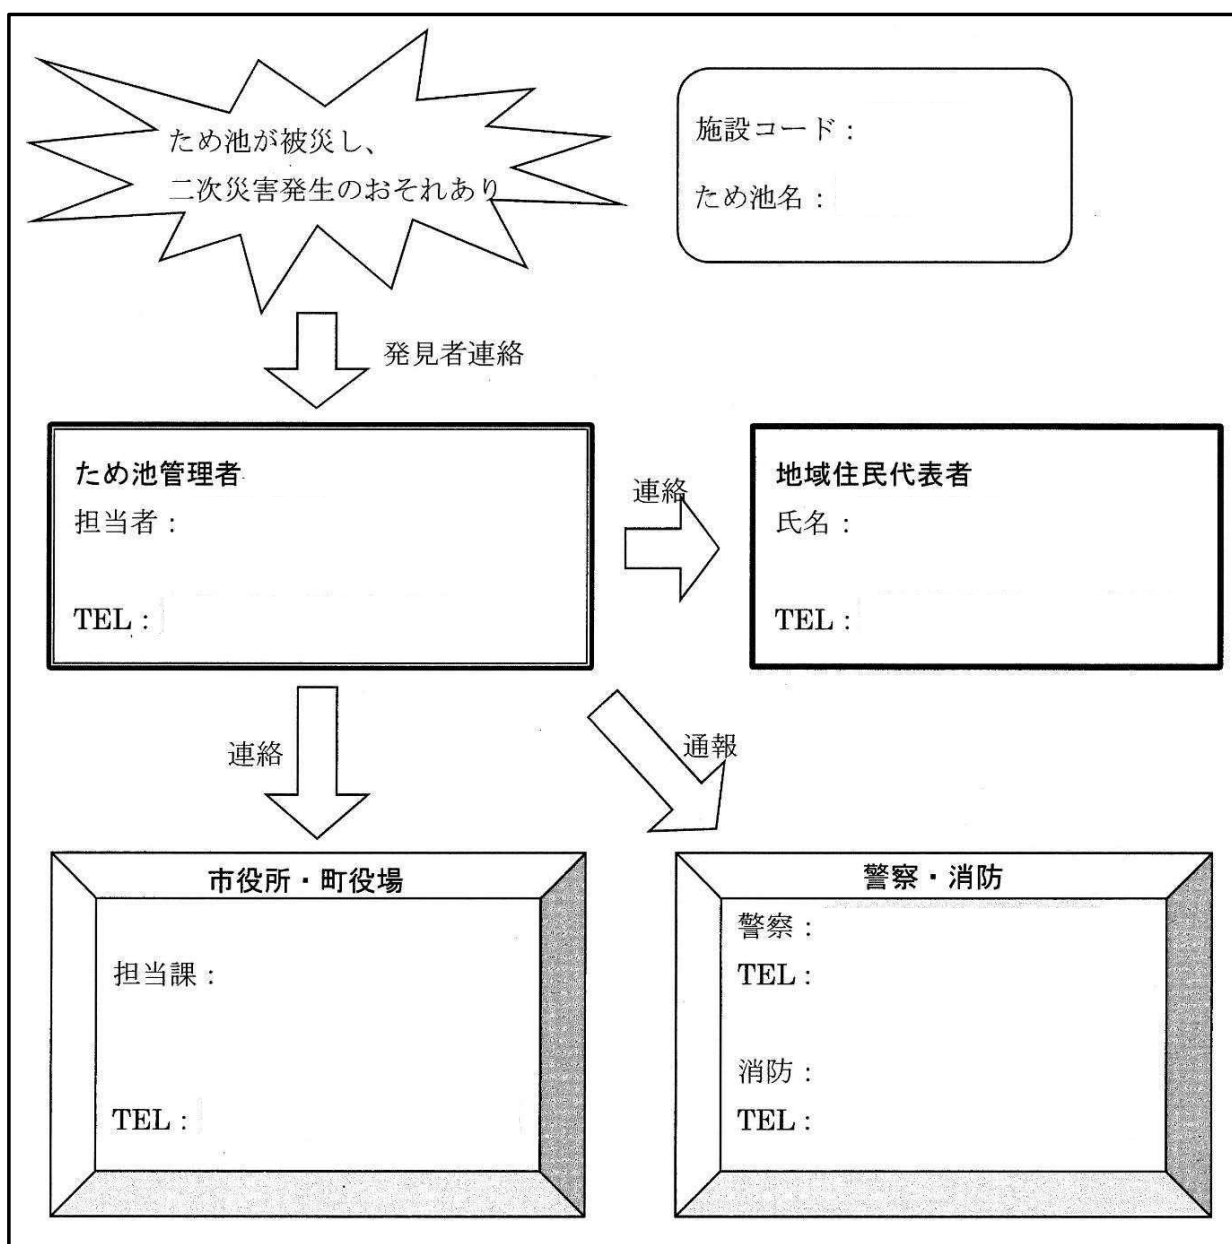 ため池が被災し、
二次災害発生のおそれあり
施設コード：
ため池名：
発見者連絡
ため池管理者
担当者：
TEL：
連絡
地域住民代表者
氏名：
TEL：
連絡
通報
市役所・町役場
担当課：
TEL：
警察・消防
警察：
TEL：
消防：
TEL：